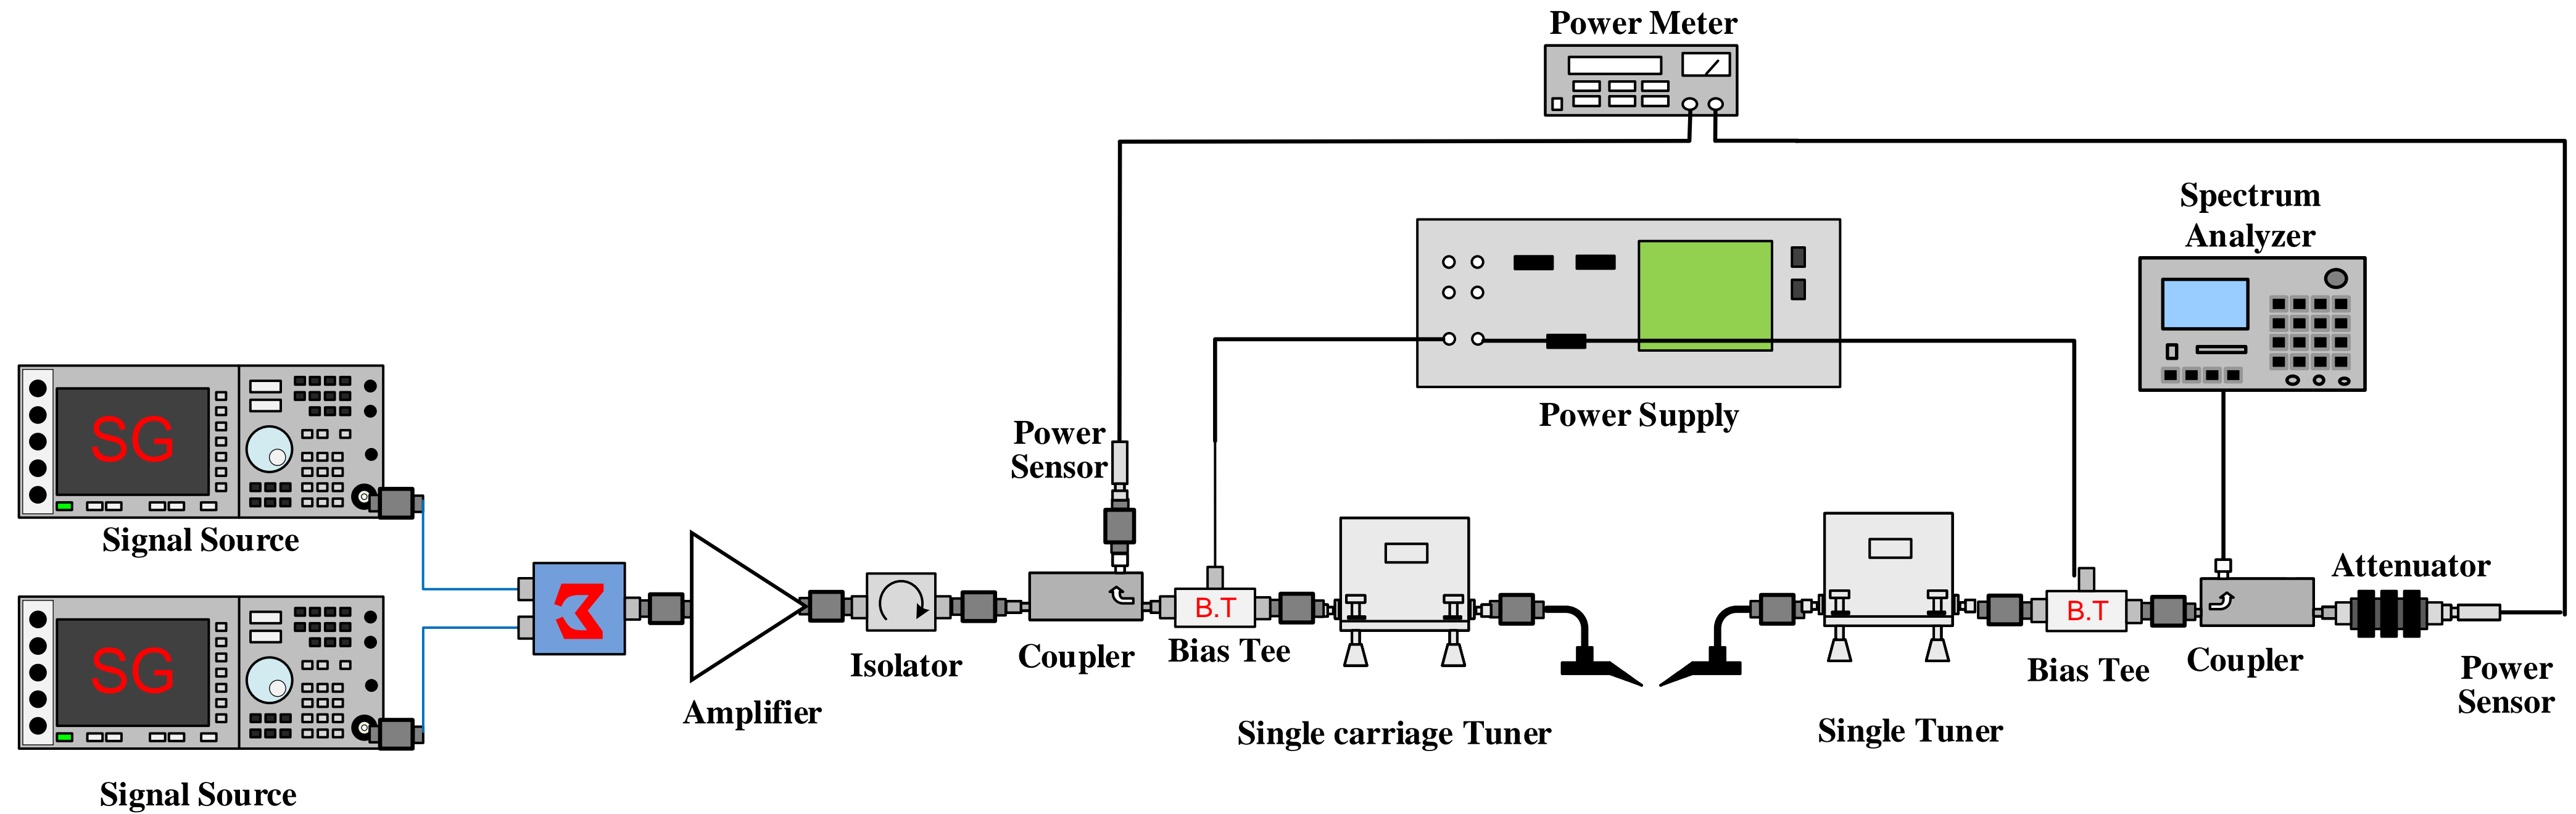 Power Meter
Spectrum
Analyzer
Power Supply
Power
Sensor
SG
Signal Source
SG
Signal Source
Σ
Amplifier
Isolator
Coupler
B.T
Bias Tee
Single carriage Tuner
Single Tuner
B.T
Bias Tee
Coupler
Attenuator
Power
Sensor